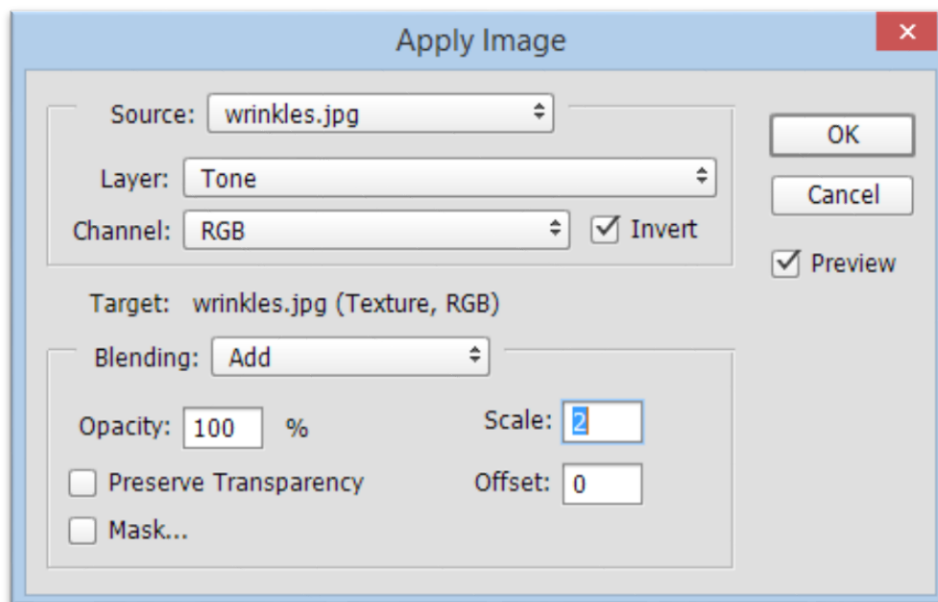 Apply Image
Source: wrinkles.jpg
OK
Layer: Tone
Cancel
Channel: RGB Invert
Preview
Target: wrinkles.jpg (Texture, RGB)
Blending: Add
Opacity: 100 % Scale: 2
Preserve Transparency Offset: 0
Mask...